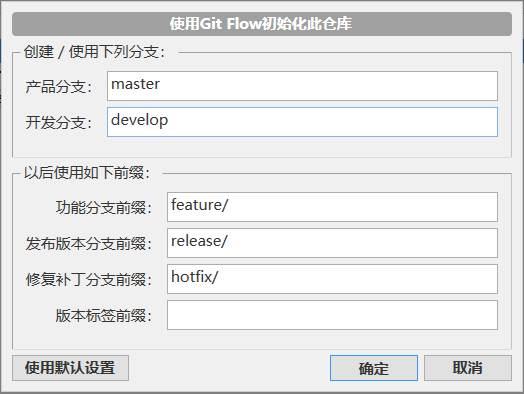 使用Git Flow初始化此仓库
创建 / 使用下列分支：
产品分支： master
开发分支： develop
以后使用如下前缀：
功能分支前缀： feature/
发布版本分支前缀： release/
修复补丁分支前缀： hotfix/
版本标签前缀：
使用默认设置 确定 取消